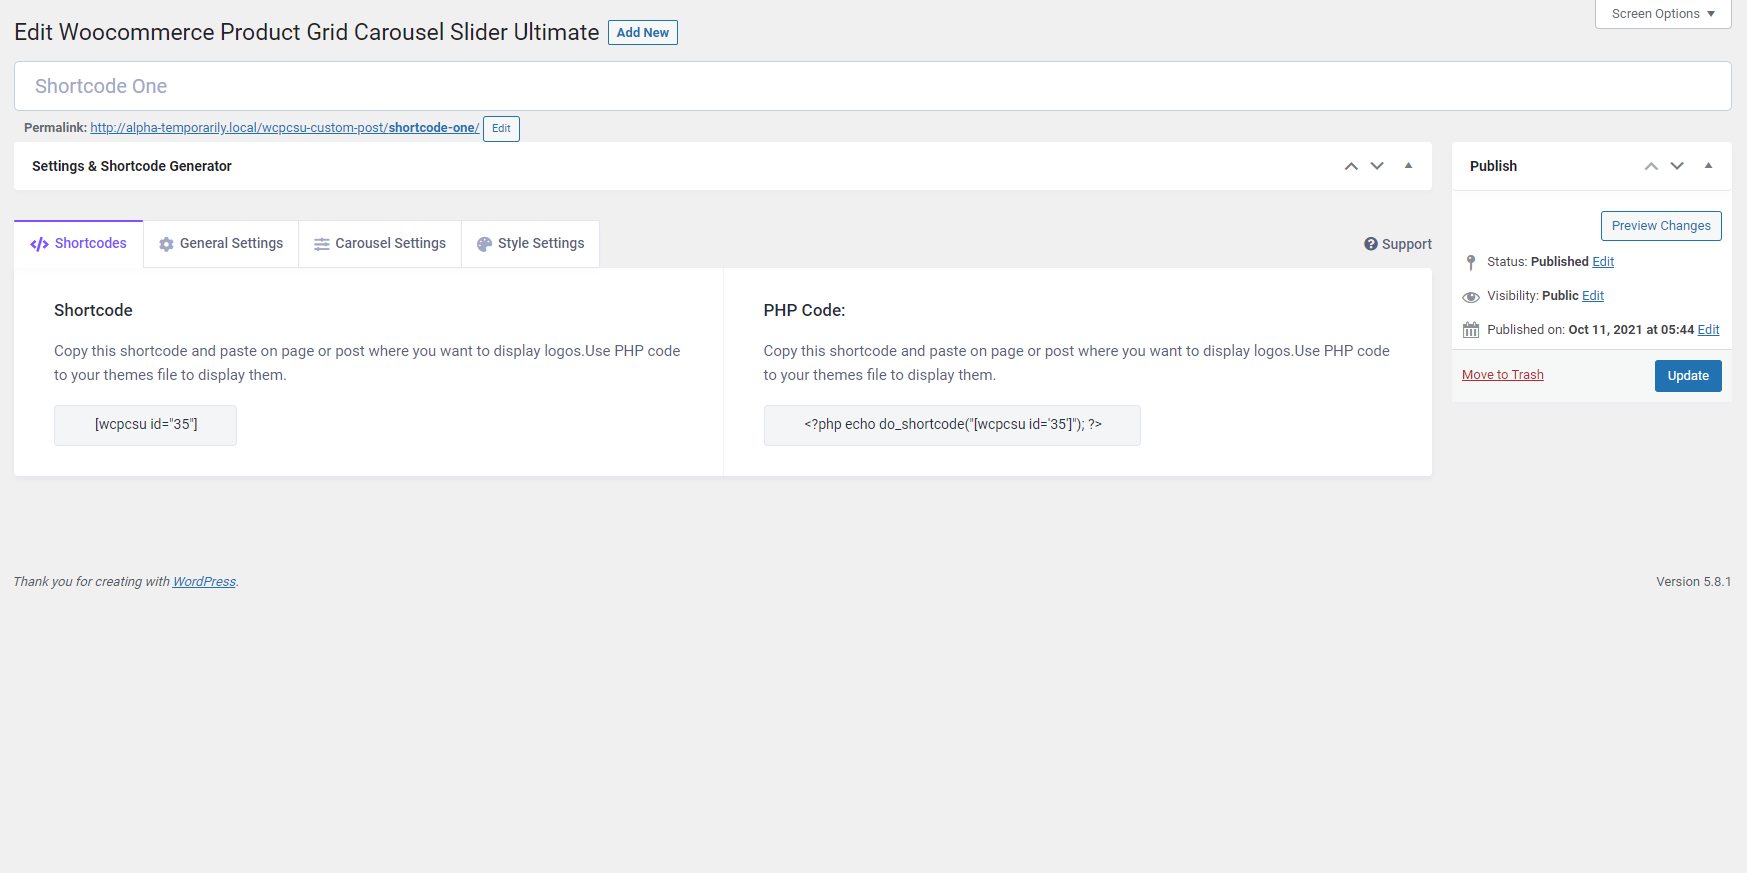 Screen Options
Edit Woocommerce Product Grid Carousel Slider Ultimate Add New
Shortcode One
Permalink: http://alpha-temporarily.local/wcpcsu-custom-post/shortcode-one/ Edit
Settings & Shortcode Generator
Shortcodes General Settings Carousel Settings Style Settings Support
Shortcode
Copy this shortcode and paste on page or post where you want to display logos.Use PHP code
to your themes file to display them.
[wcpcsu id="35"]
PHP Code:
Copy this shortcode and paste on page or post where you want to display logos.Use PHP code
to your themes file to display them.
<?php echo do_shortcode("[wcpcsu id='35']"); ?>
Publish
Preview Changes
Status: Published Edit
Visibility: Public Edit
Published on: Oct 11, 2021 at 05:44 Edit
Move to Trash Update
Thank you for creating with WordPress.
Version 5.8.1